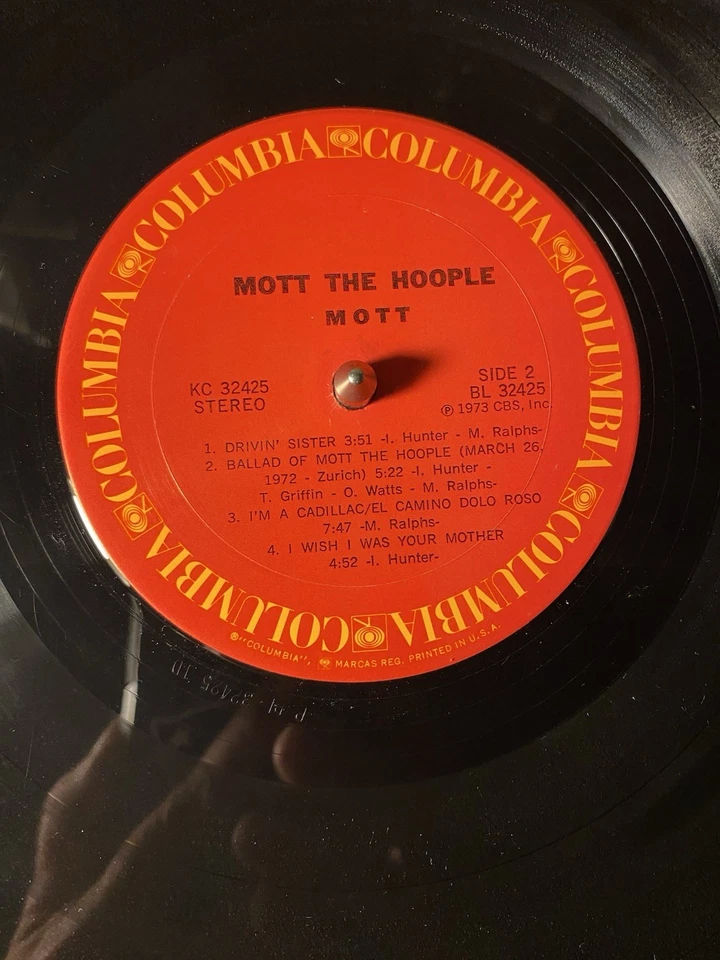 COLUMBIA COLUMBIA COLUMBIA COLUMBIA COLUMBIA COLUMBIA
MOTT THE HOOPLE
MOTT
KC 32425
STEREO
SIDE 2
BL 32425
℗ 1973 CBS, Inc.
1. DRIVIN' SISTER 3:51 -I. Hunter - M. Ralphs-
2. BALLAD OF MOTT THE HOOPLE (MARCH 26,
1972 - Zurich) 5:22 -I. Hunter -
T. Griffin - O. Watts - M. Ralphs-
3. I'M A CADILLAC/EL CAMINO DOLO ROSO
7:47 -M. Ralphs-
4. I WISH I WAS YOUR MOTHER
4:52 -I. Hunter-
®"COLUMBIA", MARCAS REG. PRINTED IN U.S.A.
32425 1D